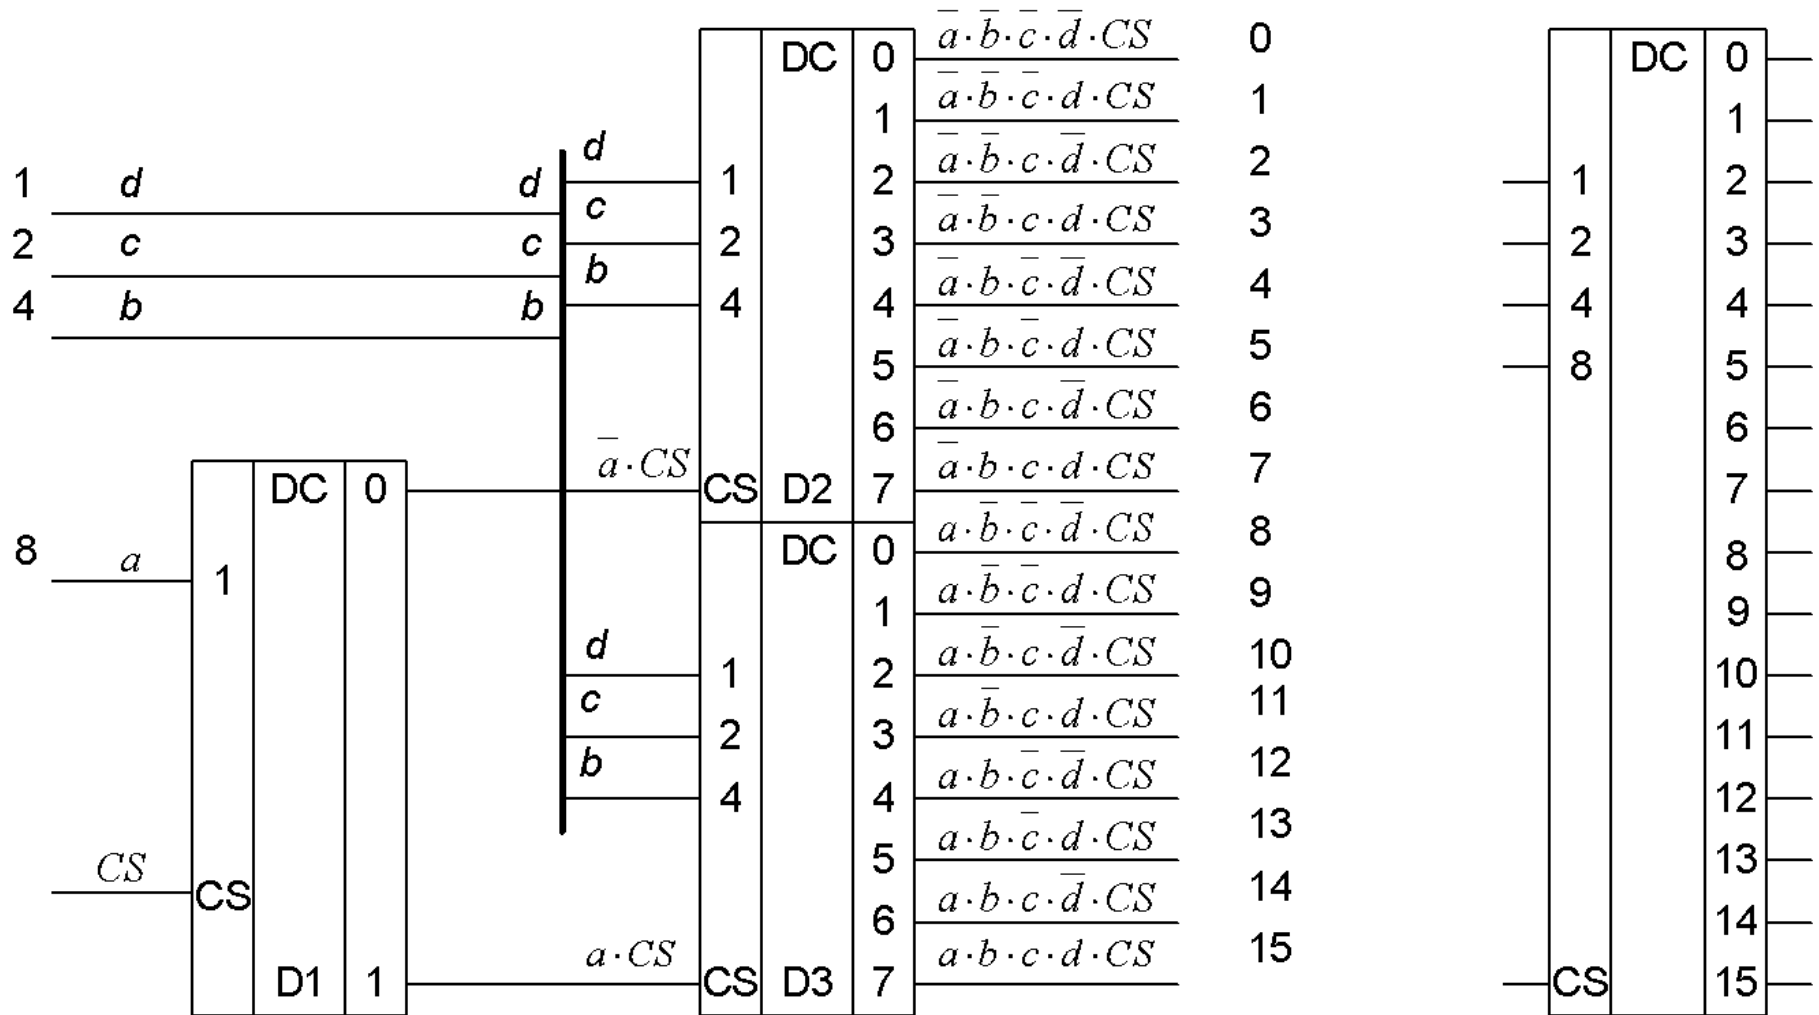 DC 0 a̅·b̅·c̅·d̅·CS 0 DC 0
1 a̅·b̅·c̅·d·CS 1 1
1 d d d 1 2 a̅·b̅·c·d̅·CS 2 1 2
2 c c c 2 3 a̅·b̅·c·d·CS 3 2 3
4 b b b 4 4 a̅·b·c̅·d̅·CS 4 4 4
5 a̅·b·c̅·d·CS 5 8 5
6 a̅·b·c·d̅·CS 6 6
DC 0 a̅·CS CS D2 7 a̅·b·c·d·CS 7 7
8 a 1 DC 0 a·b̅·c̅·d̅·CS 8 8
1 a·b̅·c̅·d·CS 9 9
d 1 2 a·b̅·c·d̅·CS 10 10
c 2 3 a·b̅·c·d·CS 11 11
b 4 4 a·b·c̅·d̅·CS 12 12
CS CS 5 a·b·c̅·d·CS 13 13
6 a·b·c·d̅·CS 14 14
D1 1 a·CS CS D3 7 a·b·c·d·CS 15 CS 15